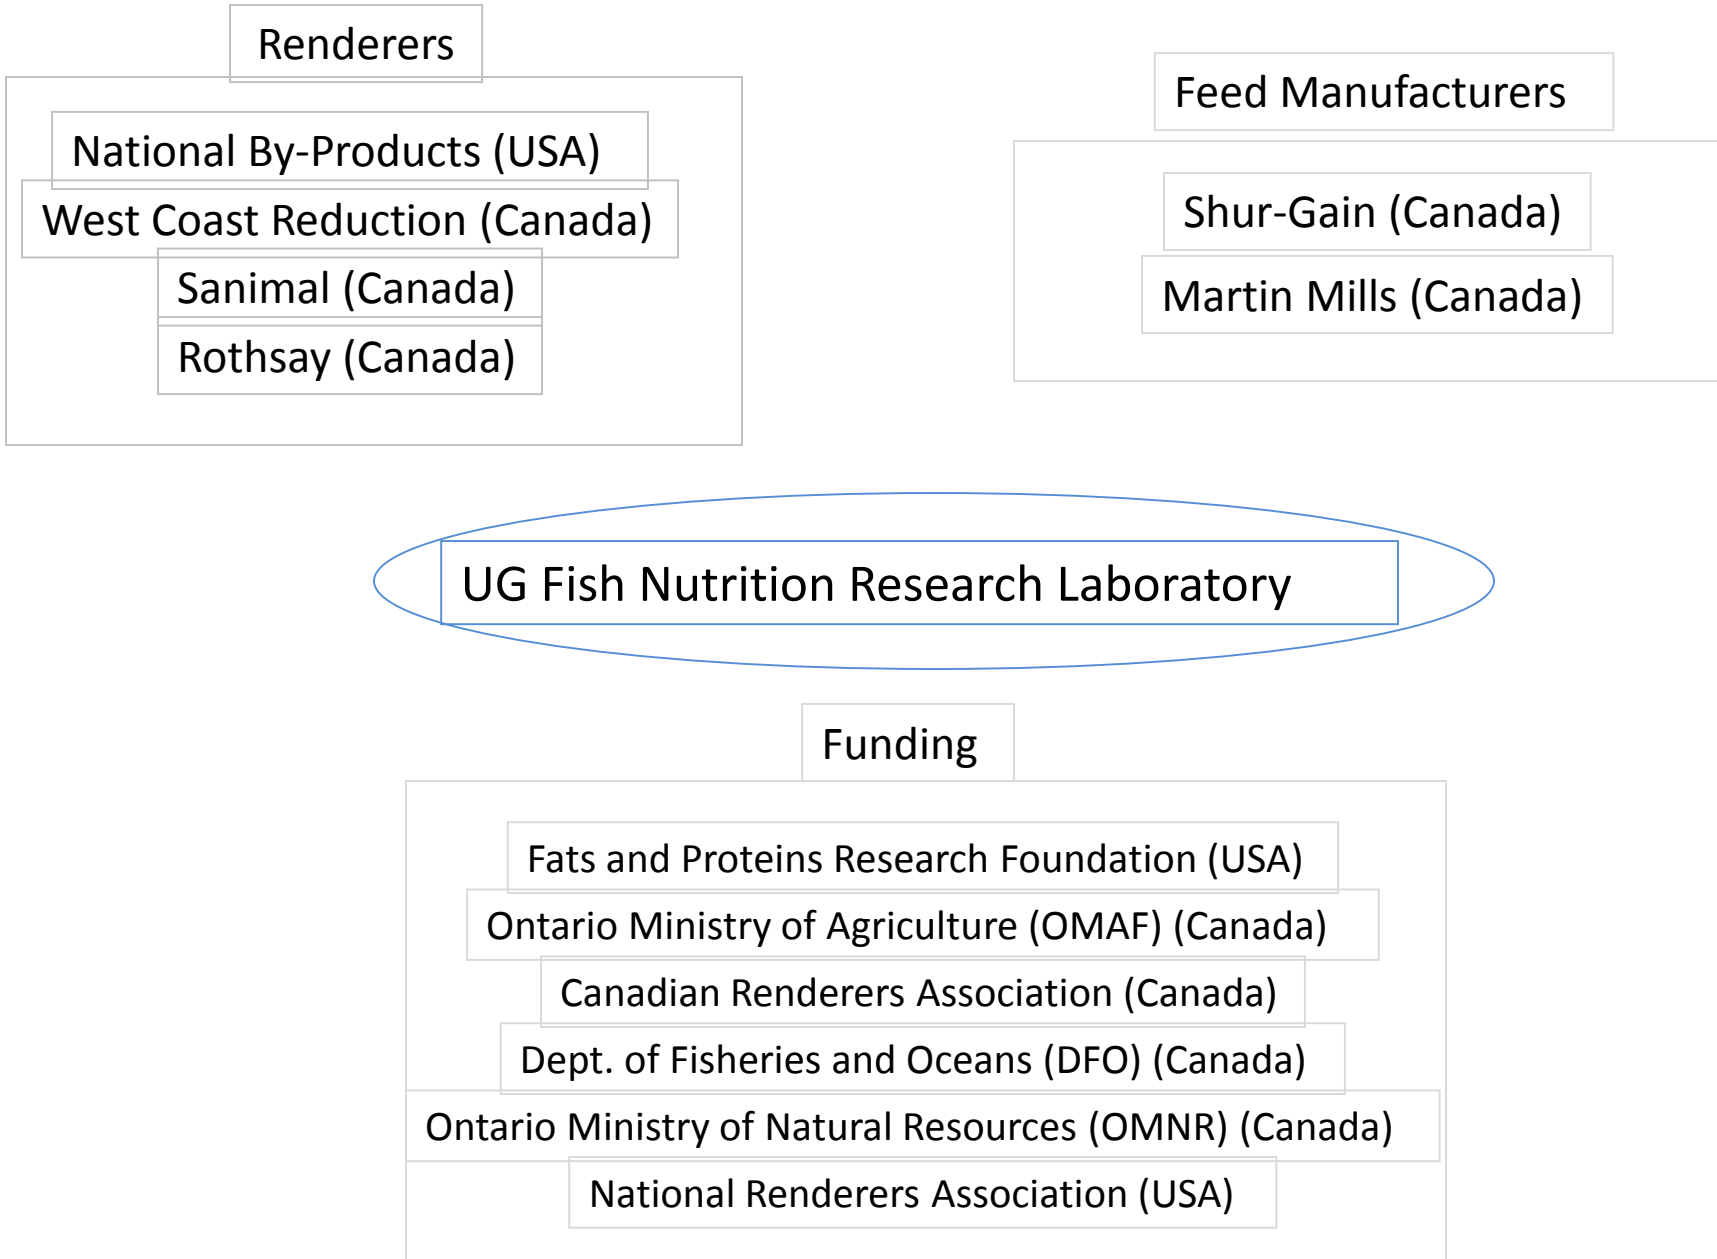 Renderers
National By-Products (USA)
West Coast Reduction (Canada)
Sanimal (Canada)
Rothsay (Canada)
Feed Manufacturers
Shur-Gain (Canada)
Martin Mills (Canada)
UG Fish Nutrition Research Laboratory
Funding
Fats and Proteins Research Foundation (USA)
Ontario Ministry of Agriculture (OMAF) (Canada)
Canadian Renderers Association (Canada)
Dept. of Fisheries and Oceans (DFO) (Canada)
Ontario Ministry of Natural Resources (OMNR) (Canada)
National Renderers Association (USA)